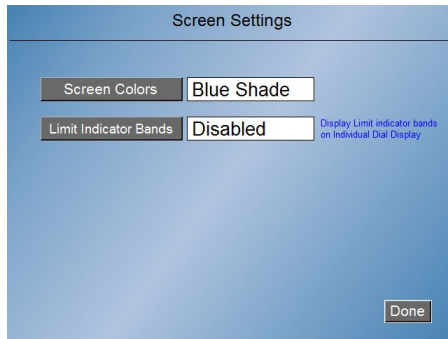 Screen Settings
Screen Colors Blue Shade
Limit Indicator Bands Disabled
Display Limit indicator bands
on Individual Dial Display
Done